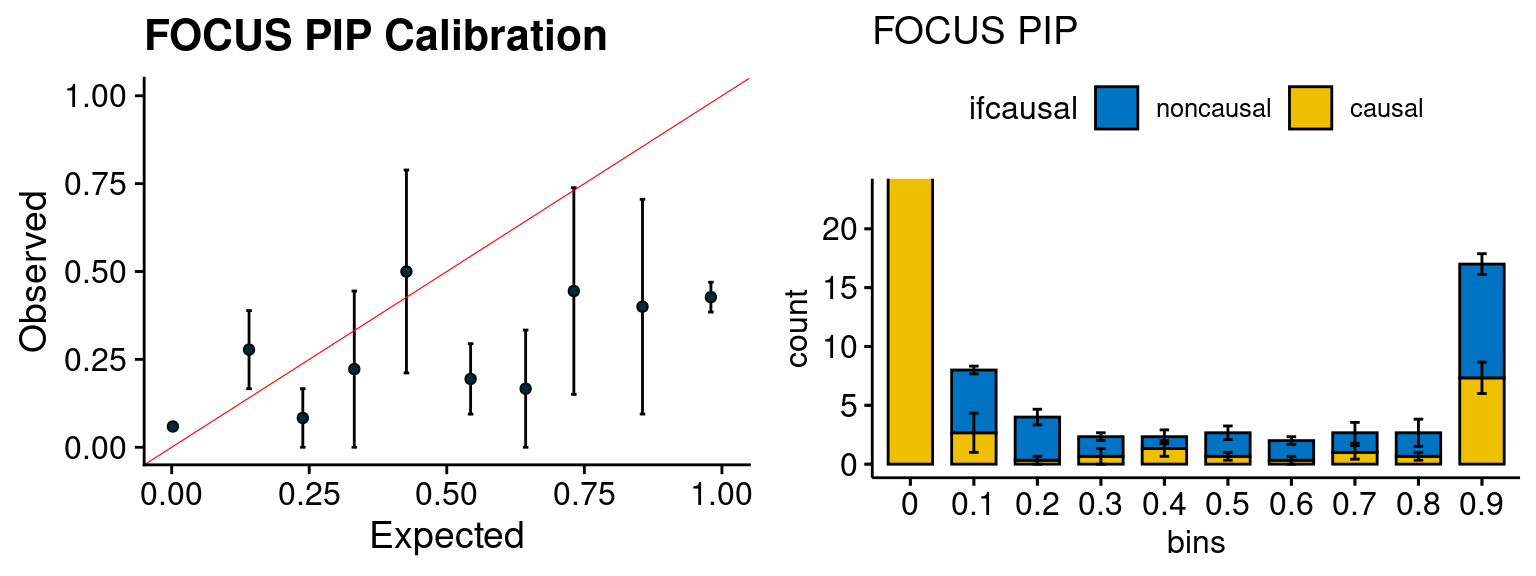 FOCUS PIP Calibration
1.00
0.75
0.50
0.25
0.00
Observed
0.00 0.25 0.50 0.75 1.00
Expected
FOCUS PIP
ifcausal noncausal causal
20
15
10
5
0
count
0 0.1 0.2 0.3 0.4 0.5 0.6 0.7 0.8 0.9
bins